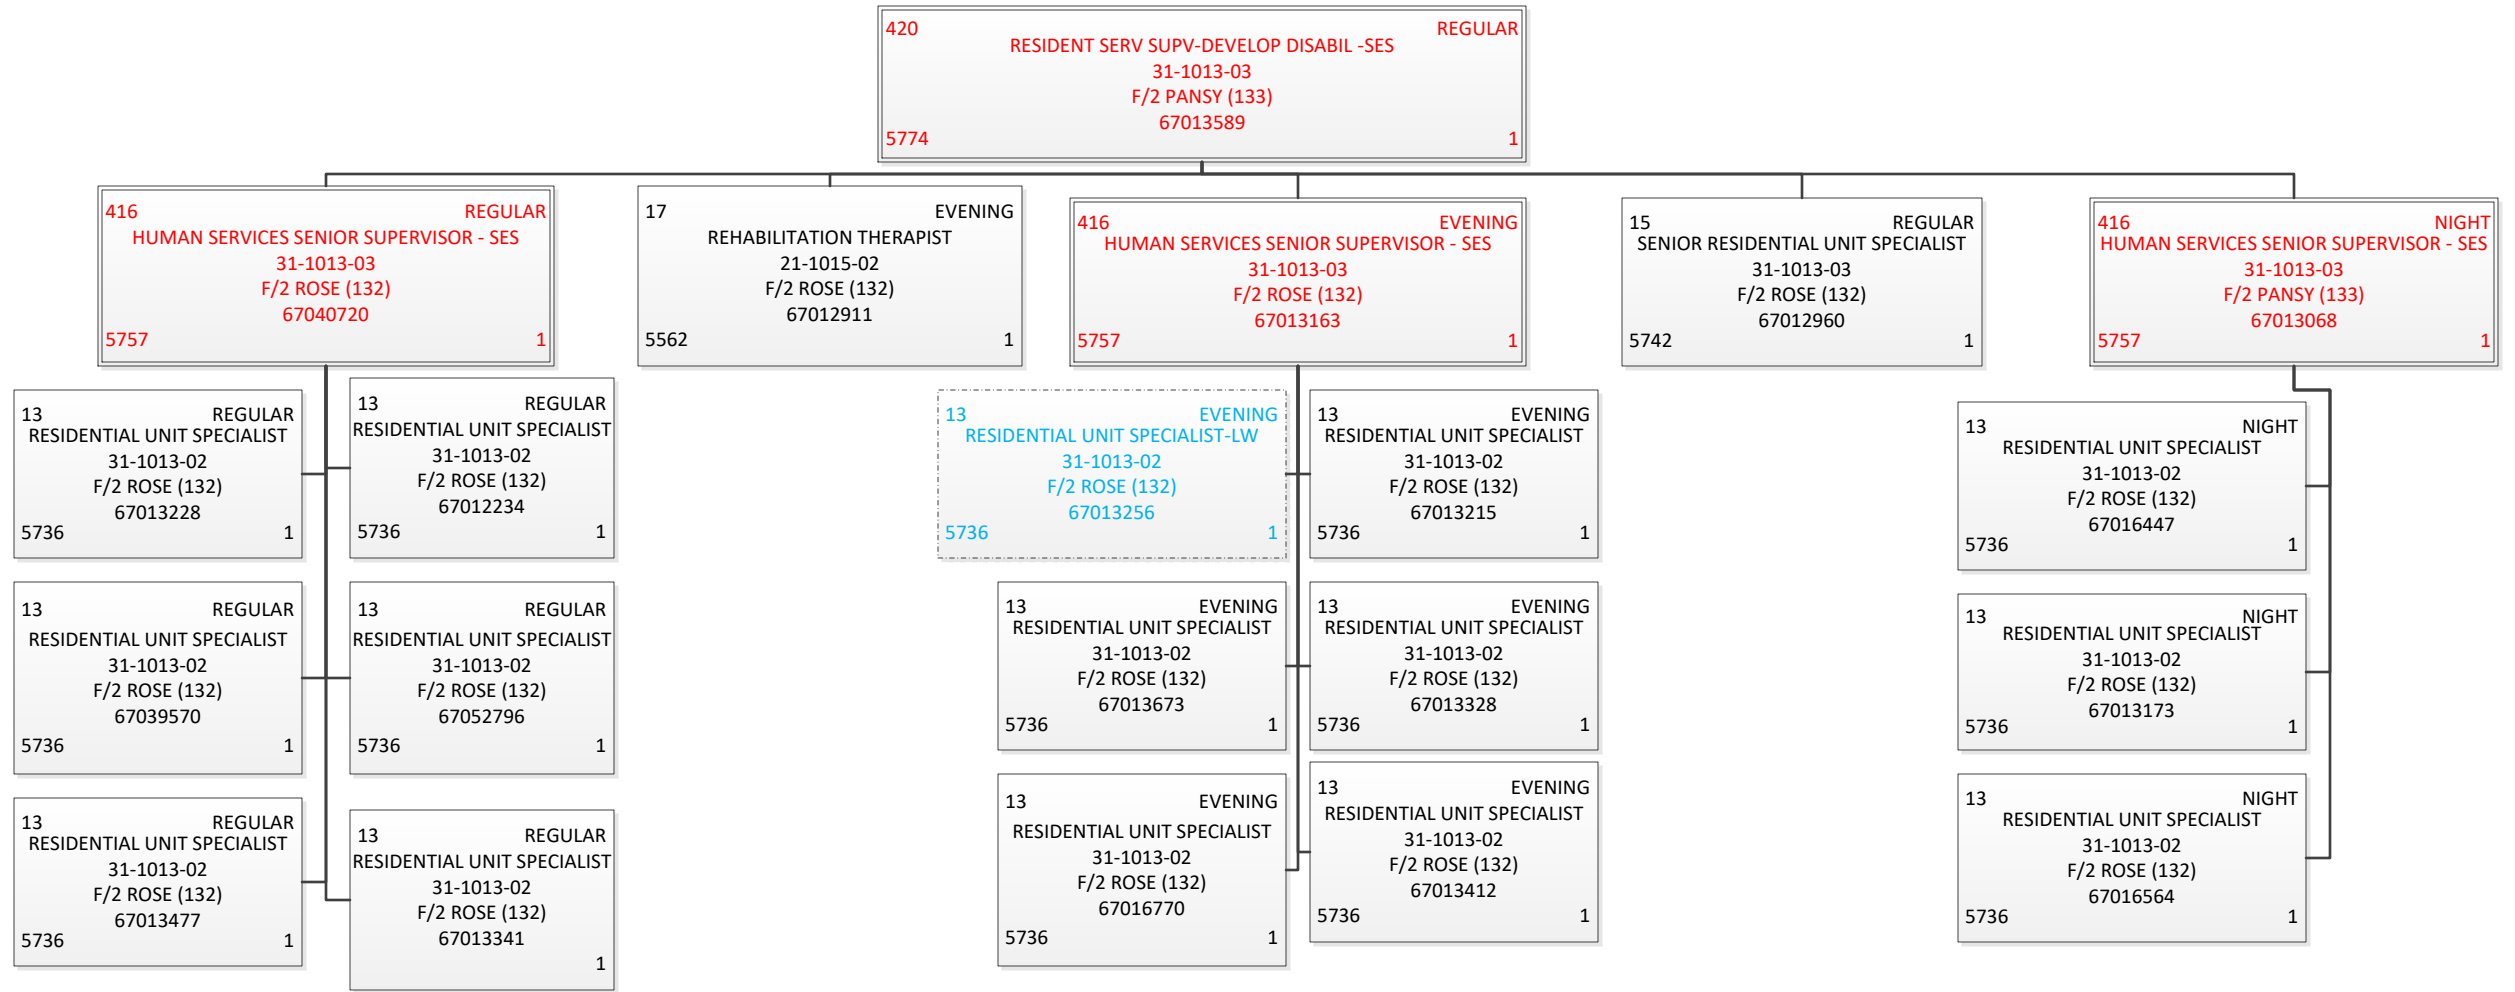 420 REGULAR
RESIDENT SERV SUPV-DEVELOP DISABIL -SES
31-1013-03
F/2 PANSY (133)
67013589
5774 1
416 REGULAR
HUMAN SERVICES SENIOR SUPERVISOR - SES
31-1013-03
F/2 ROSE (132)
67040720
5757 1
17 EVENING
REHABILITATION THERAPIST
21-1015-02
F/2 ROSE (132)
67012911
5562 1
416 EVENING
HUMAN SERVICES SENIOR SUPERVISOR - SES
31-1013-03
F/2 ROSE (132)
67013163
5757 1
15 REGULAR
SENIOR RESIDENTIAL UNIT SPECIALIST
31-1013-03
F/2 ROSE (132)
67012960
5742 1
416 NIGHT
HUMAN SERVICES SENIOR SUPERVISOR - SES
31-1013-03
F/2 PANSY (133)
67013068
5757 1
13 REGULAR
RESIDENTIAL UNIT SPECIALIST
31-1013-02
F/2 ROSE (132)
67013228
5736 1
13 REGULAR
RESIDENTIAL UNIT SPECIALIST
31-1013-02
F/2 ROSE (132)
67012234
5736 1
13 EVENING
RESIDENTIAL UNIT SPECIALIST-LW
31-1013-02
F/2 ROSE (132)
67013256
5736 1
13 EVENING
RESIDENTIAL UNIT SPECIALIST
31-1013-02
F/2 ROSE (132)
67013215
5736 1
13 NIGHT
RESIDENTIAL UNIT SPECIALIST
31-1013-02
F/2 ROSE (132)
67016447
5736 1
13 REGULAR
RESIDENTIAL UNIT SPECIALIST
31-1013-02
F/2 ROSE (132)
67039570
5736 1
13 REGULAR
RESIDENTIAL UNIT SPECIALIST
31-1013-02
F/2 ROSE (132)
67052796
5736 1
13 EVENING
RESIDENTIAL UNIT SPECIALIST
31-1013-02
F/2 ROSE (132)
67013673
5736 1
13 EVENING
RESIDENTIAL UNIT SPECIALIST
31-1013-02
F/2 ROSE (132)
67013328
5736 1
13 NIGHT
RESIDENTIAL UNIT SPECIALIST
31-1013-02
F/2 ROSE (132)
67013173
5736 1
13 REGULAR
RESIDENTIAL UNIT SPECIALIST
31-1013-02
F/2 ROSE (132)
67013477
5736 1
13 REGULAR
RESIDENTIAL UNIT SPECIALIST
31-1013-02
F/2 ROSE (132)
67013341
1
13 EVENING
RESIDENTIAL UNIT SPECIALIST
31-1013-02
F/2 ROSE (132)
67016770
5736 1
13 EVENING
RESIDENTIAL UNIT SPECIALIST
31-1013-02
F/2 ROSE (132)
67013412
5736 1
13 NIGHT
RESIDENTIAL UNIT SPECIALIST
31-1013-02
F/2 ROSE (132)
67016564
5736 1